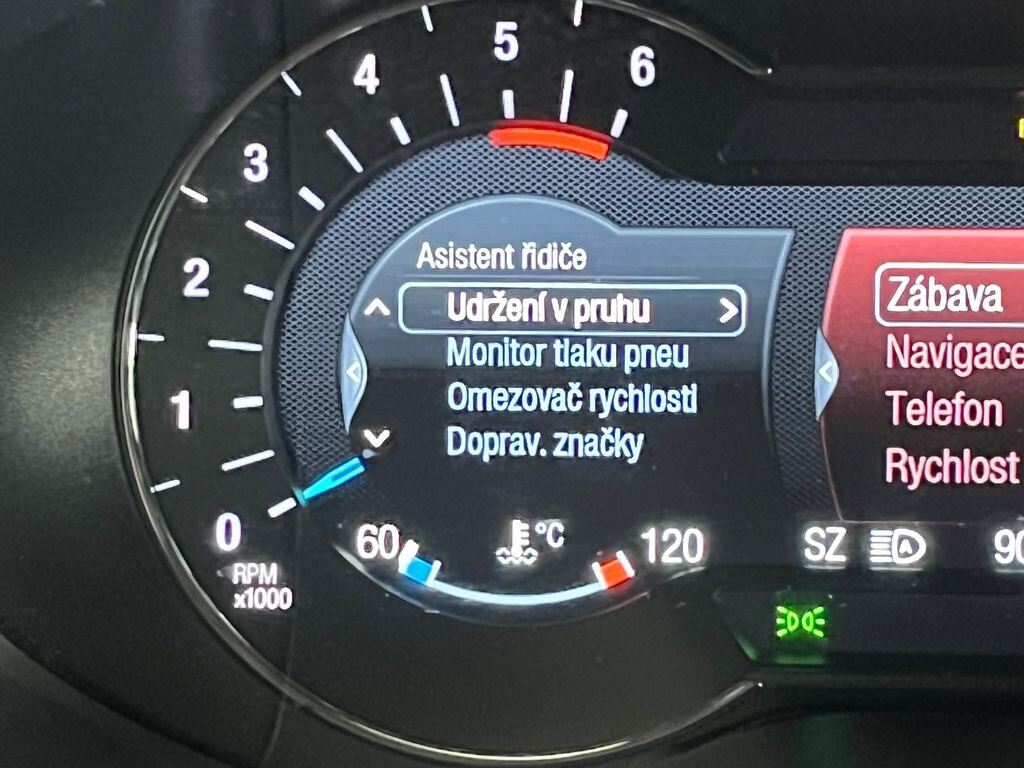 5
4
6
3
2
1
0
RPM
x1000
Asistent řidiče
Udržení v pruhu
Monitor tlaku pneu
Omezovač rychlosti
Doprav. značky
60
°C
120
Zábava
Navigace
Telefon
Rychlost
SZ
A
90